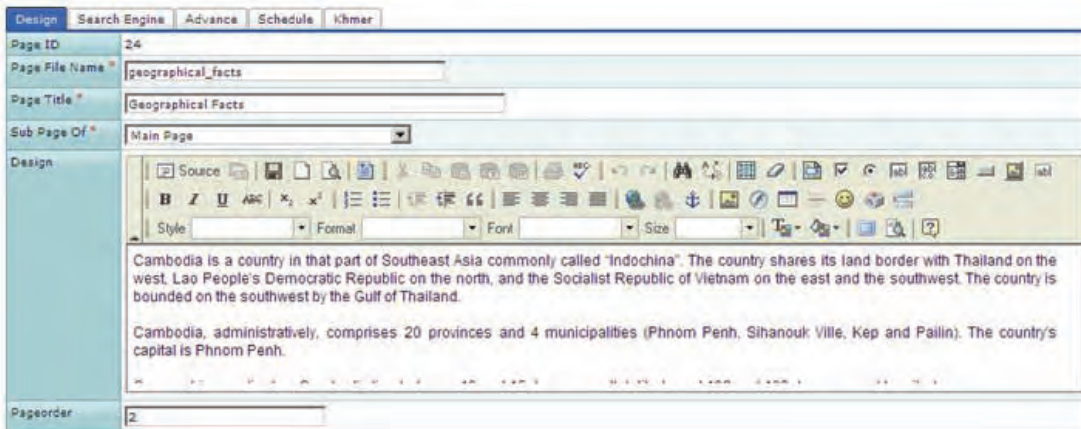 Design Search Engine Advance Schedule Khmer
Page ID 24
Page File Name * geographical_facts
Page Title * Geographical Facts
Sub Page Of * Main Page
Design
Source
B I U ABC x₂ x²
Style Format Font Size
Cambodia is a country in that part of Southeast Asia commonly called "Indochina". The country shares its land border with Thailand on the
west, Lao People's Democratic Republic on the north, and the Socialist Republic of Vietnam on the east and the southwest. The country is
bounded on the southwest by the Gulf of Thailand.
Cambodia, administratively, comprises 20 provinces and 4 municipalities (Phnom Penh, Sihanouk Ville, Kep and Pailin). The country's
capital is Phnom Penh.
Pageorder 2